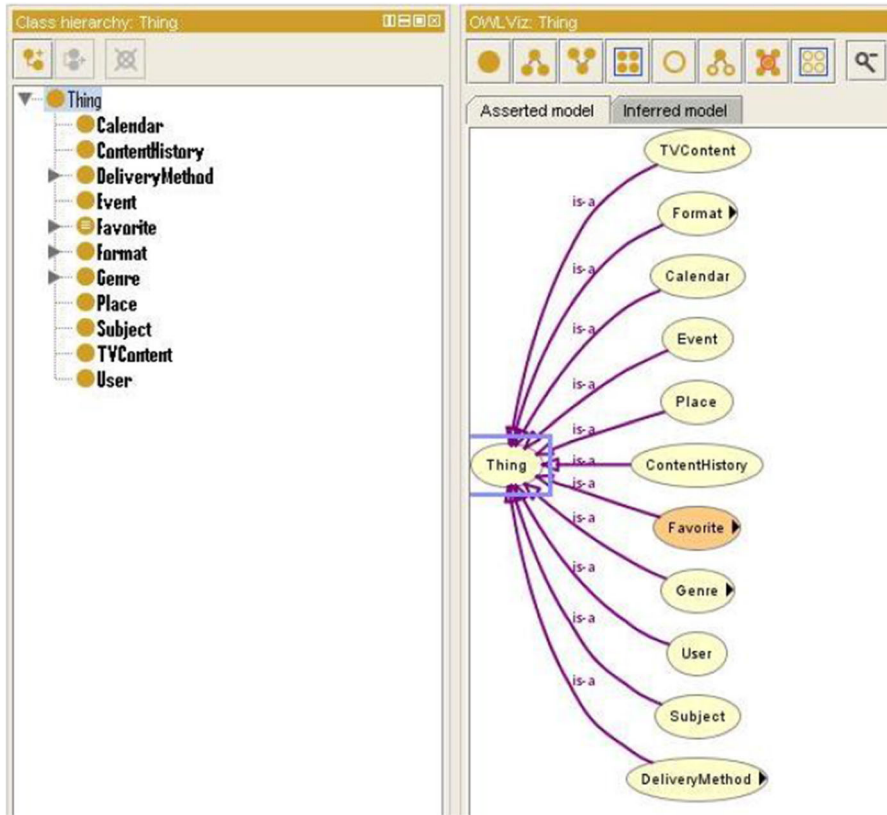 Class hierarchy: Thing
Thing
Calendar
ContentHistory
DeliveryMethod
Event
Favorite
Format
Genre
Place
Subject
TVContent
User
OWLViz: Thing
Asserted model
Inferred model
TVContent
is-a
Format
is-a
Calendar
is-a
Event
is-a
Place
is-a
Thing
is-a
ContentHistory
is-a
Favorite
is-a
Genre
is-a
User
is-a
Subject
is-a
DeliveryMethod